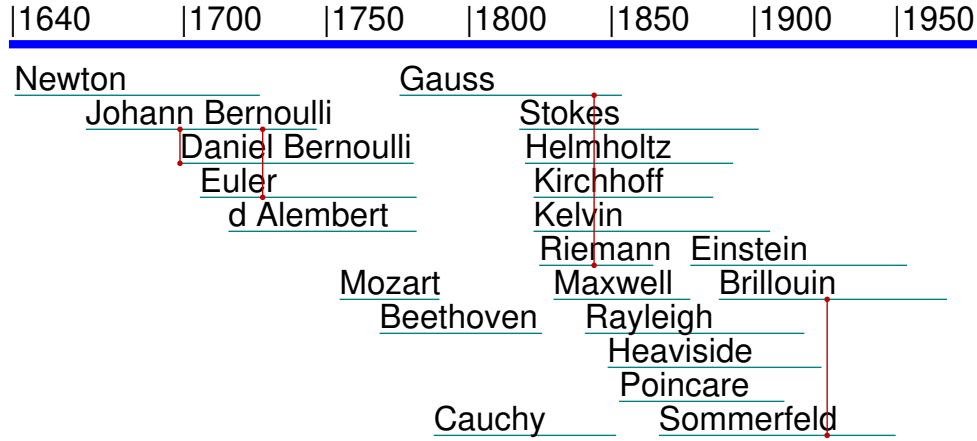 |1640 |1700 |1750 |1800 |1850 |1900 |1950
Newton Gauss
Johann Bernoulli Stokes
Daniel Bernoulli Helmholtz
Euler Kirchhoff
d Alembert Kelvin
Riemann Einstein
Mozart Maxwell Brillouin
Beethoven Rayleigh
Heaviside
Poincare
Cauchy Sommerfeld